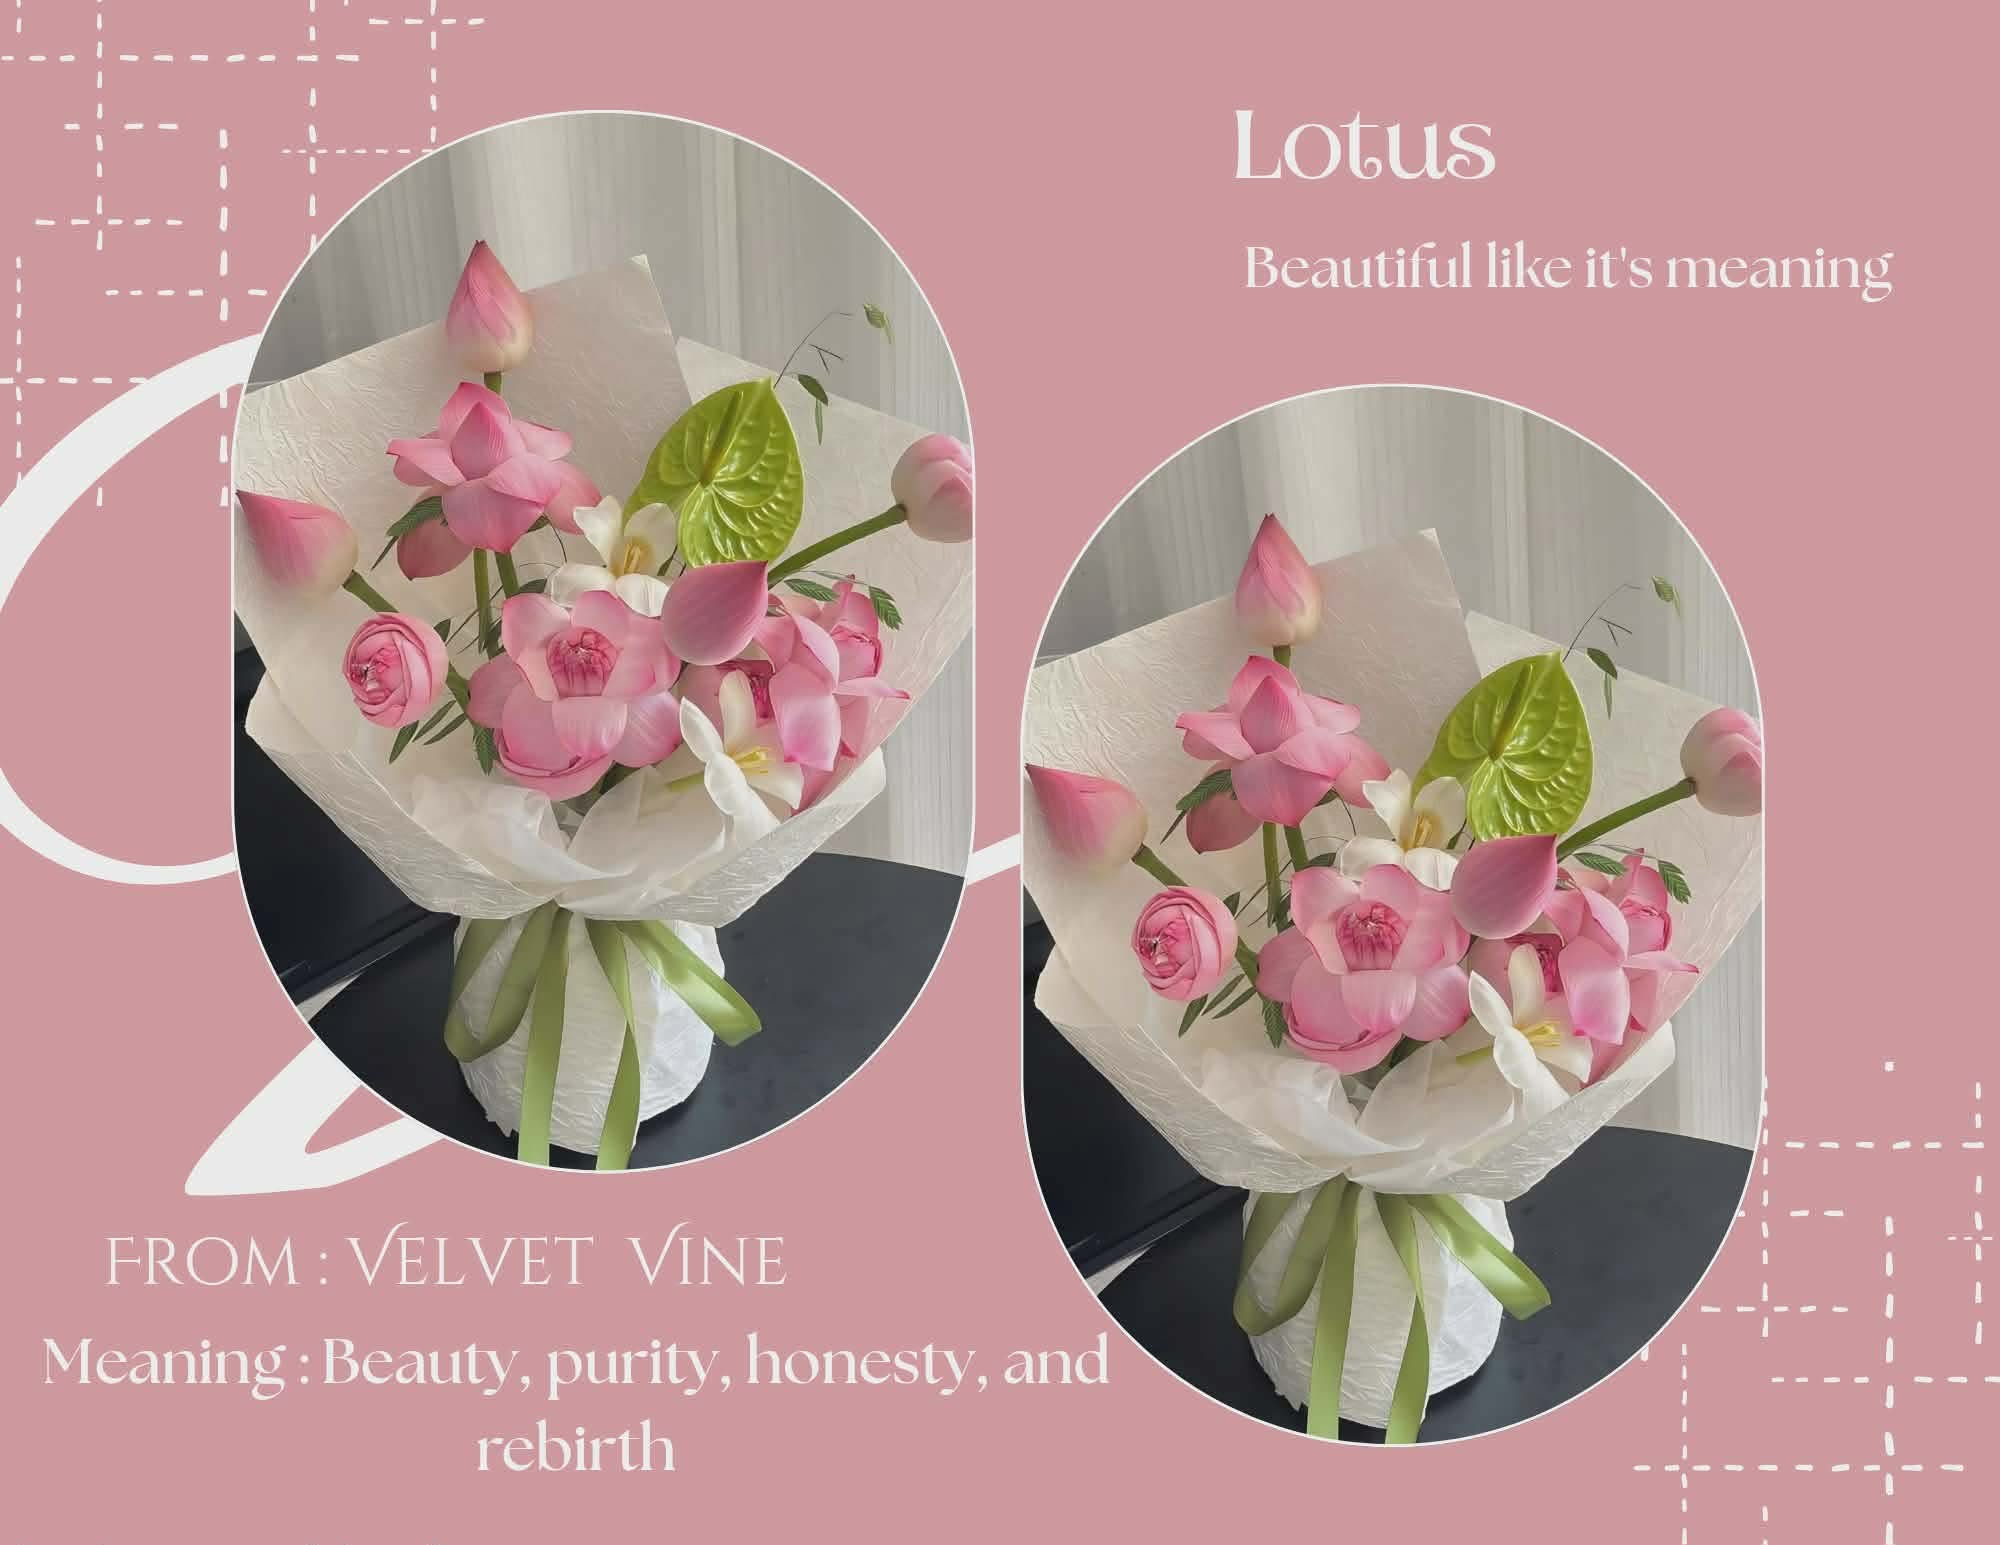 Lotus
Beautiful like it's meaning
FROM : VELVET VINE
Meaning : Beauty, purity, honesty, and
rebirth